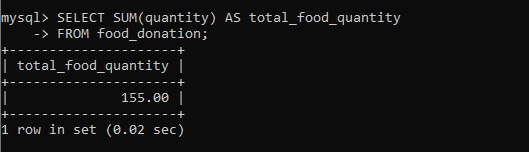 mysql> SELECT SUM(quantity) AS total_food_quantity
    -> FROM food_donation;
+---------------------+
| total_food_quantity |
+---------------------+
|              155.00 |
+---------------------+
1 row in set (0.02 sec)